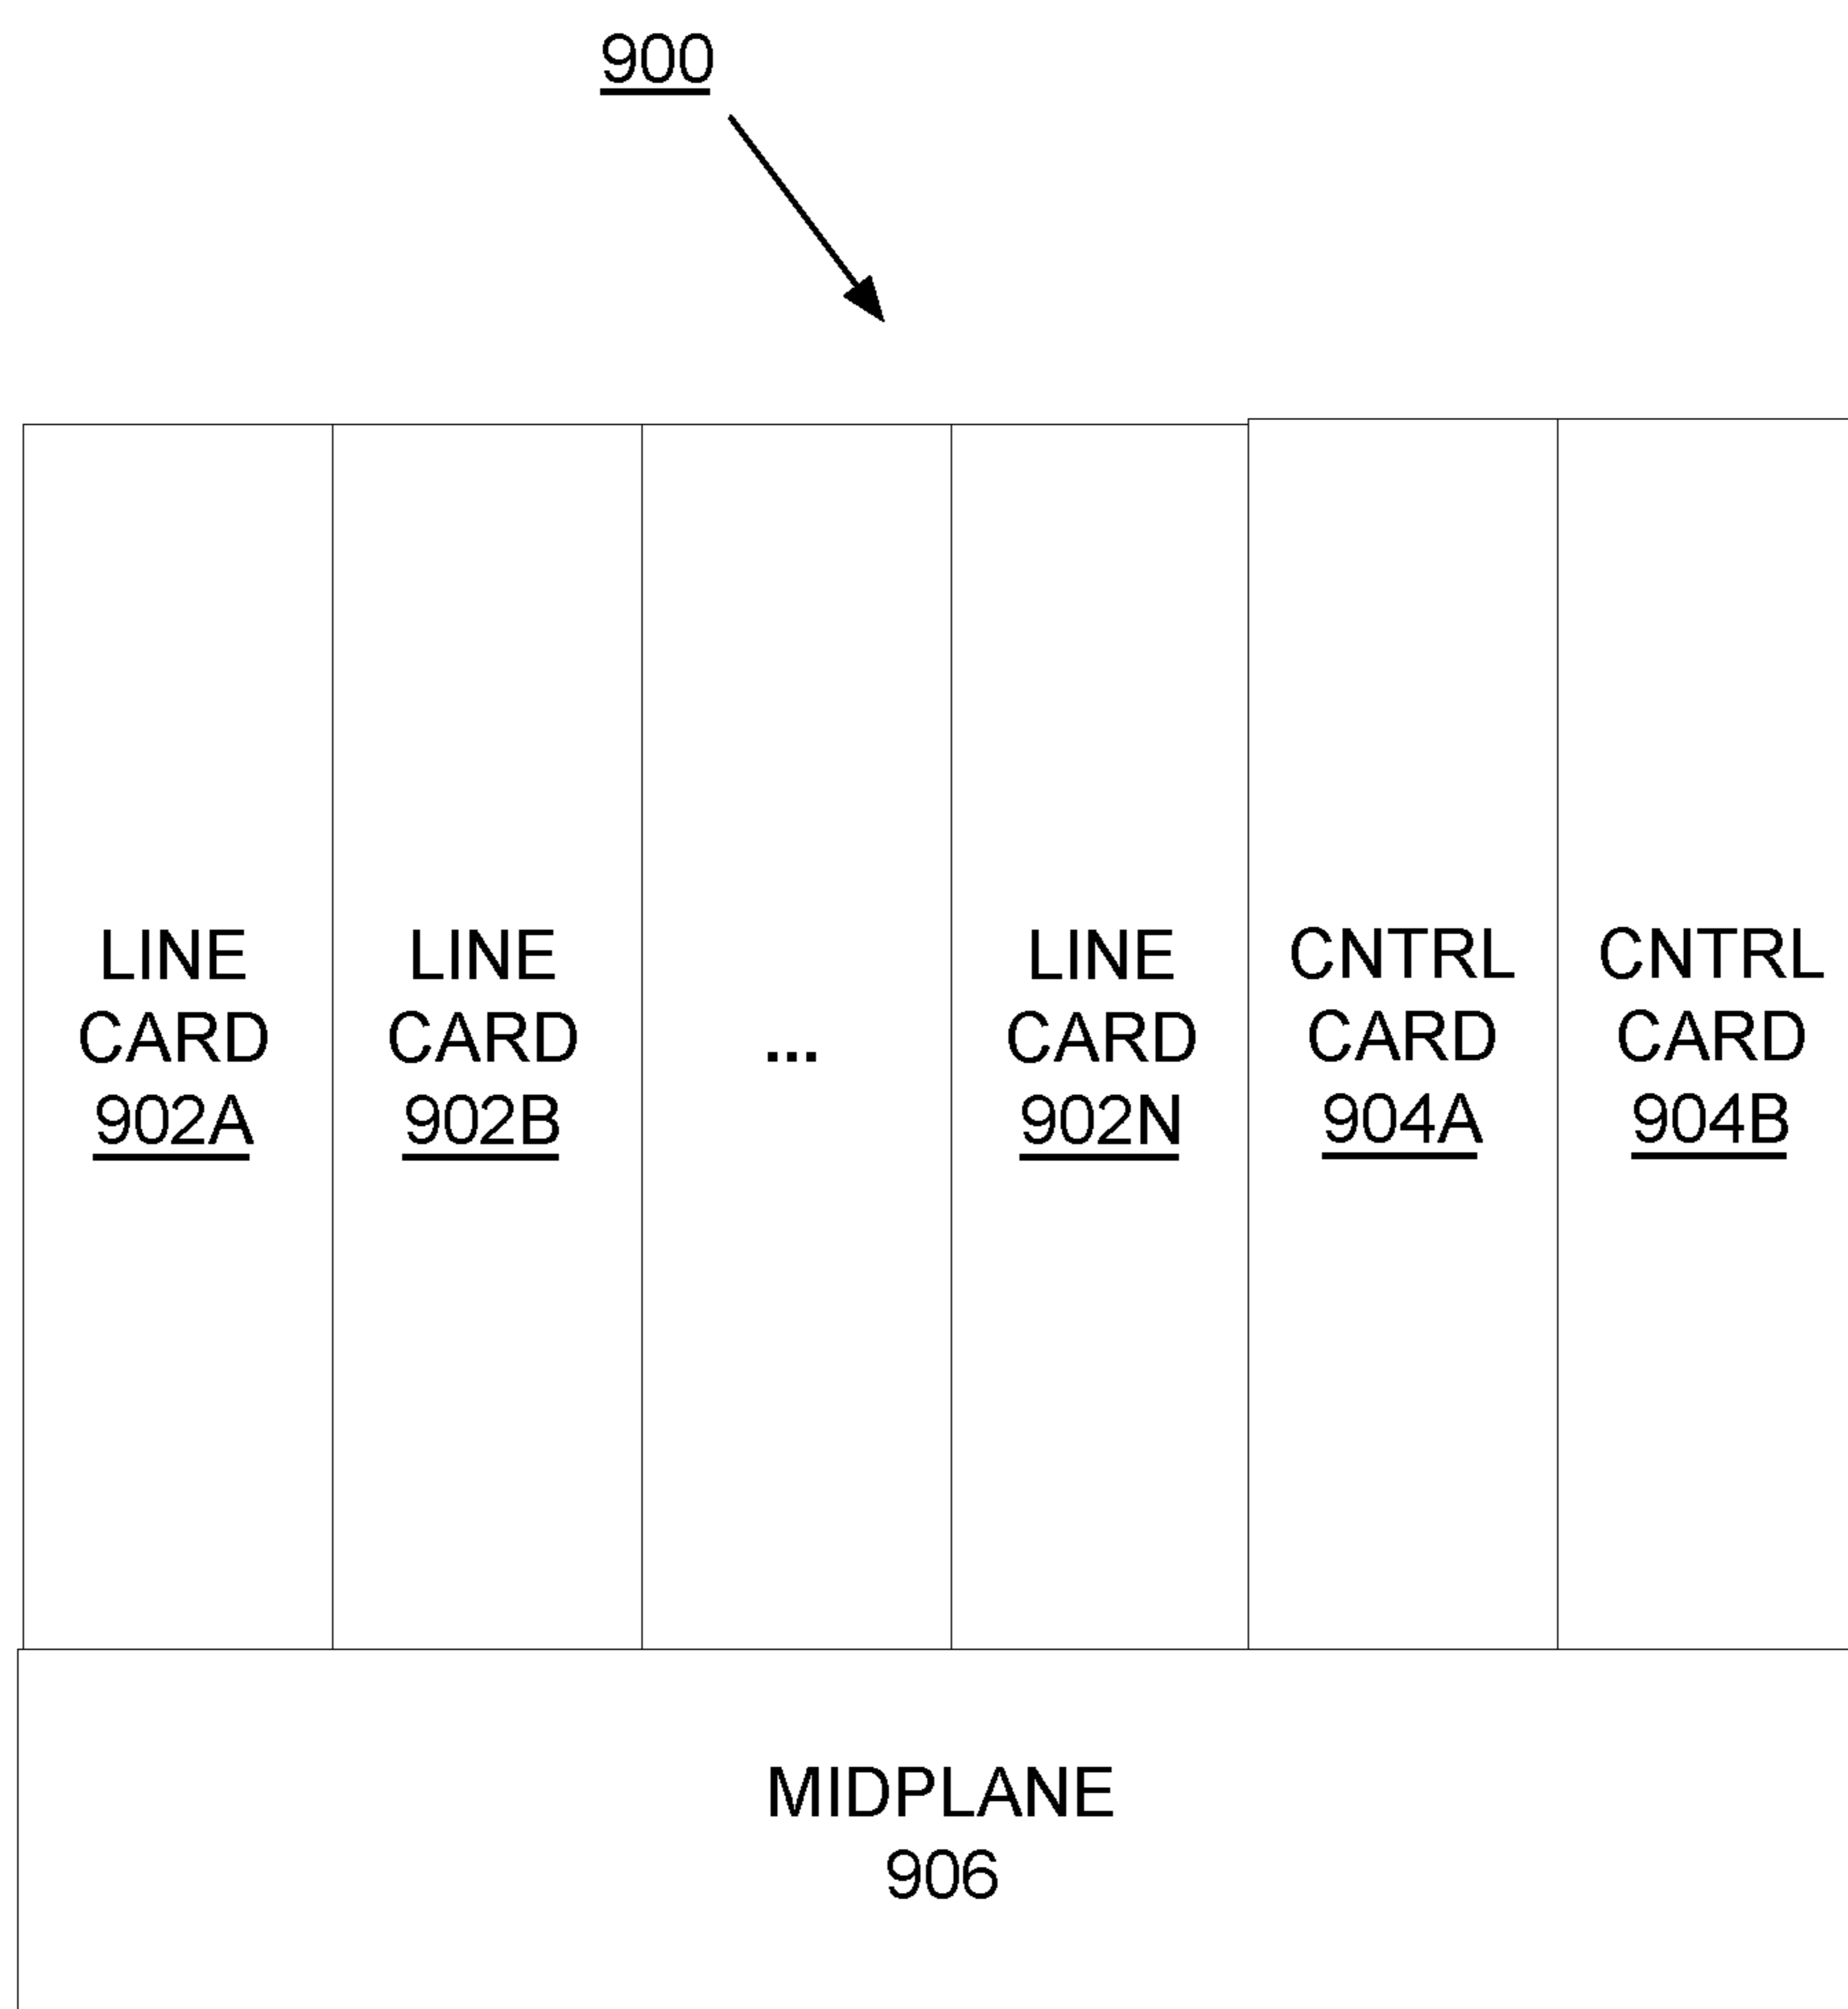 900
LINE
CARD
902A
LINE
CARD
902B
...
LINE
CARD
902N
CNTRL
CARD
904A
CNTRL
CARD
904B
MIDPLANE
906